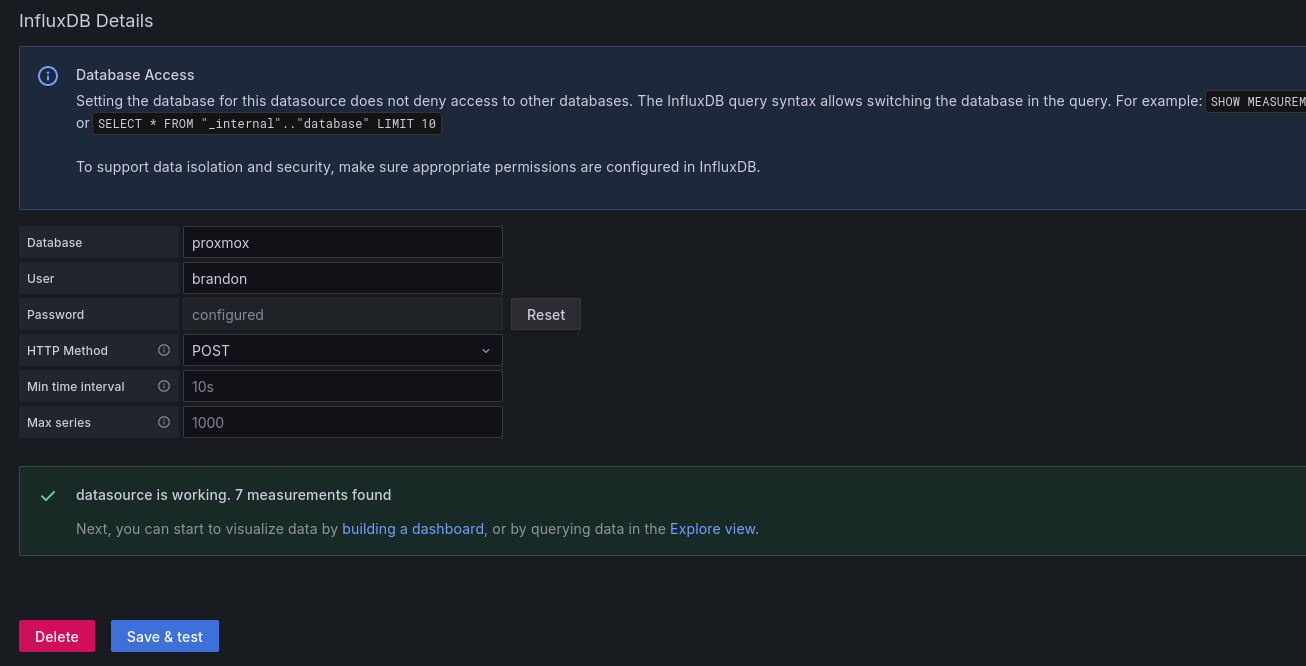 InfluxDB Details
Database Access
Setting the database for this datasource does not deny access to other databases. The InfluxDB query syntax allows switching the database in the query. For example: SHOW MEASUREM
or SELECT * FROM "_internal".."database" LIMIT 10
To support data isolation and security, make sure appropriate permissions are configured in InfluxDB.
Database proxmox
User brandon
Password configured Reset
HTTP Method POST
Min time interval 10s
Max series 1000
datasource is working. 7 measurements found
Next, you can start to visualize data by building a dashboard, or by querying data in the Explore view.
Delete Save & test